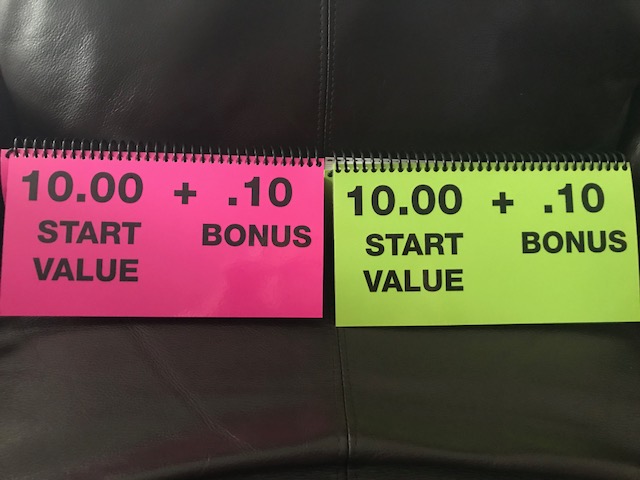 10.00 + .10
START BONUS
VALUE
10.00 + .10
START BONUS
VALUE